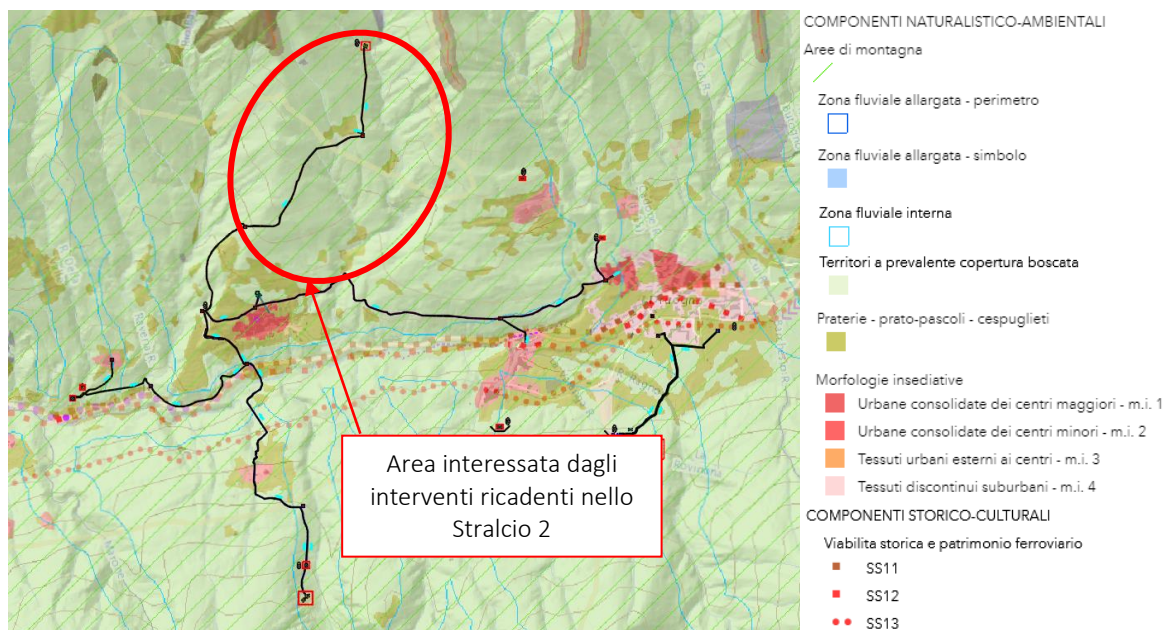 COMPONENTI NATURALISTICO-AMBIENTALI
Aree di montagna
Zona fluviale allargata - perimetro
Zona fluviale allargata - simbolo
Zona fluviale interna
Territori a prevalente copertura boscata
Praterie - prato-pascoli - cespuglieti
Morfologie insediative
Urbane consolidate dei centri maggiori - m.i. 1
Urbane consolidate dei centri minori - m.i. 2
Tessuti urbani esterni ai centri - m.i. 3
Tessuti discontinui suburbani - m.i. 4
COMPONENTI STORICO-CULTURALI
Viabilita storica e patrimonio ferroviario
SS11
SS12
SS13
Area interessata dagli
interventi ricadenti nello
Stralcio 2